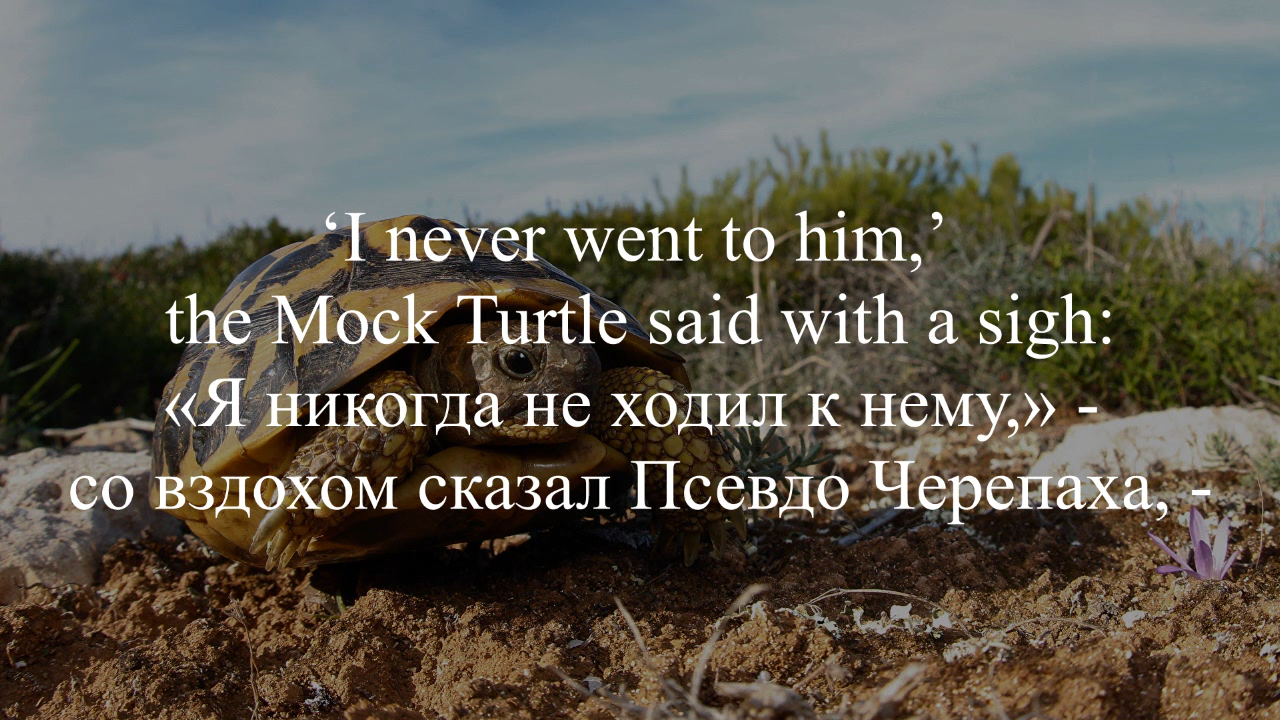 ‘I never went to him,’
the Mock Turtle said with a sigh:
«Я никогда не ходил к нему,» -
со вздохом сказал Псевдо Черепаха, -